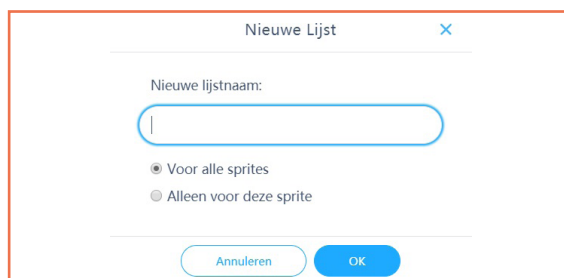 Nieuwe Lijst
Nieuwe lijstnaam:
Voor alle sprites
Alleen voor deze sprite
Annuleren OK